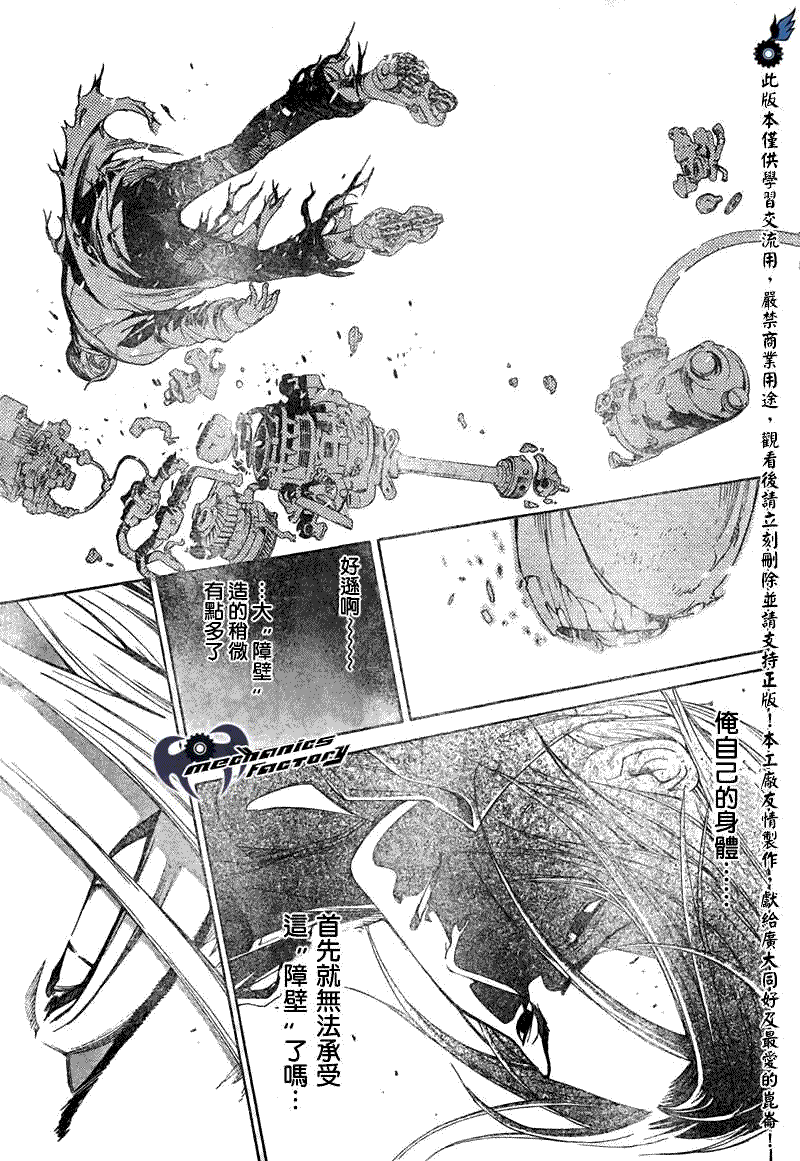 此版本僅供學習交流用，嚴禁商業用途，觀看後請立刻刪除並請支持正版！本工廠友情製作！獻給廣大同好及最愛的崑崙！！
好遜啊～～～～
…大〝障壁〞
造的稍微
有點多了
mechanics
factory
俺自己的身體……
首先就無法承受
這〝障壁〞了嗎…